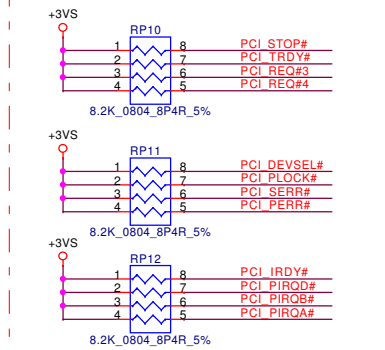 +3VS
RP10
1 8 PCI_STOP#
2 7 PCI_TRDY#
3 6 PCI_REQ#3
4 5 PCI_REQ#4
8.2K_0804_8P4R_5%
+3VS
RP11
1 8 PCI_DEVSEL#
2 7 PCI_PLOCK#
3 6 PCI_SERR#
4 5 PCI_PERR#
8.2K_0804_8P4R_5%
+3VS
RP12
1 8 PCI_IRDY#
2 7 PCI_PIRQD#
3 6 PCI_PIRQB#
4 5 PCI_PIRQA#
8.2K_0804_8P4R_5%